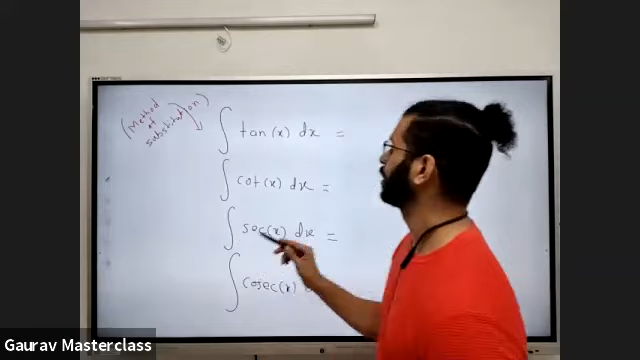 (Method
of
substitution)
∫ tan(x) dx =
∫ cot(x) dx =
∫ sec(x) dx =
∫ cosec(x)
Gaurav Masterclass